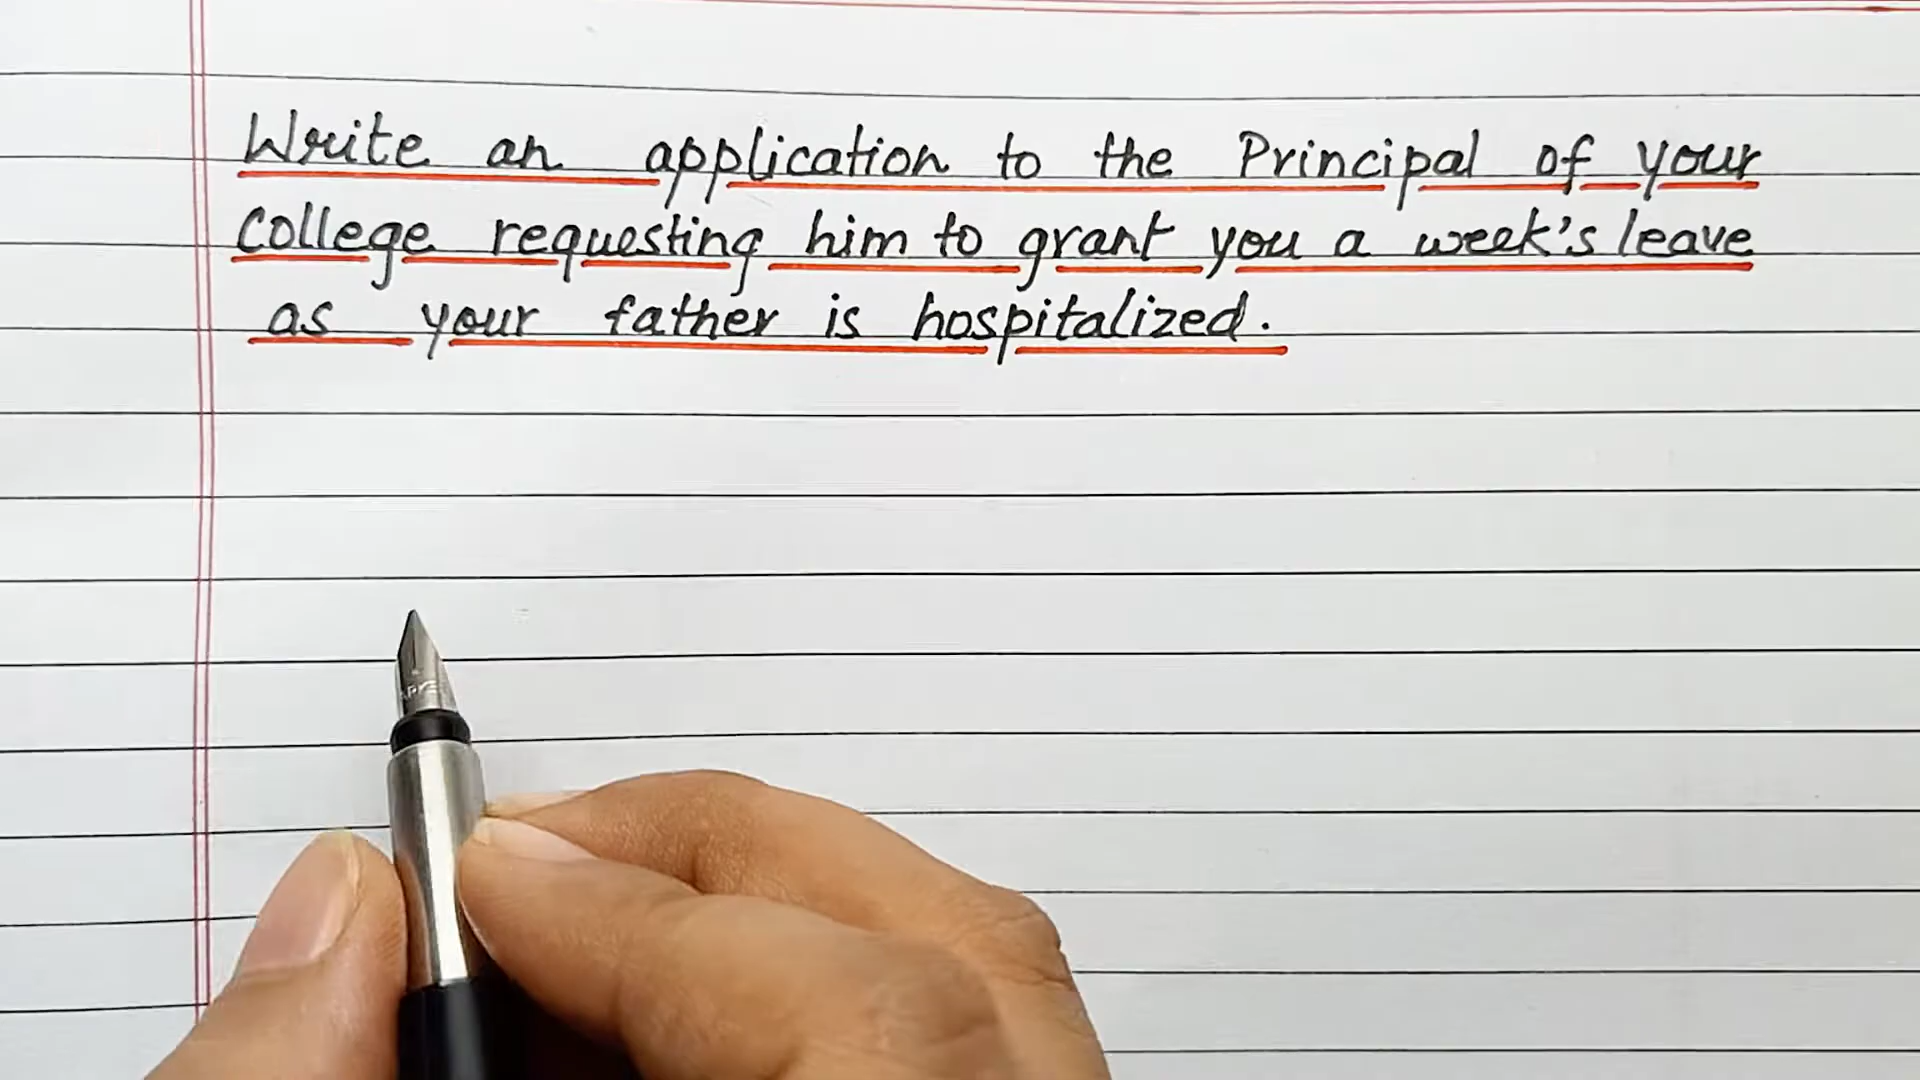 Write an application to the Principal of your
College requesting him to grant you a week's leave
as your father is hospitalized.